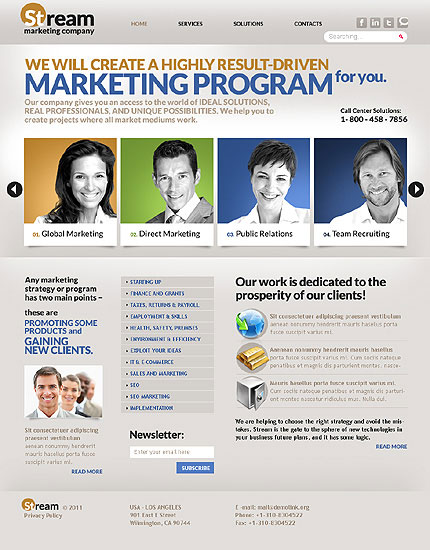 Stream
marketing company
HOME SERVICES SOLUTIONS CONTACTS
Searching...
WE WILL CREATE A HIGHLY RESULT-DRIVEN
MARKETING PROGRAM for you.
Our company gives you an access to the world of IDEAL SOLUTIONS,
REAL PROFESSIONALS, AND UNIQUE POSSIBILITIES. We help you to
create projects where all market mediums work.
Call Center Solutions:
1- 800 - 458 - 7856
01. Global Marketing
02. Direct Marketing
03. Public Relations
04. Team Recruiting
Any marketing
strategy or program
has two main points –
these are
PROMOTING SOME
PRODUCTS and
GAINING
NEW CLIENTS.
Sit consectetuer adipiscing
praesent vestibulum
aenean nonummy hendrerit
mauris hasellus porta fusce
suscipit varius mi.
READ MORE
STARTING UP
FINANCE AND GRANTS
TAXES, RETURNS & PAYROLL
EMPLOYMENT & SKILLS
HEALTH, SAFETY, PREMISES
ENVIRONMENT & EFFICIENCY
EXPLOIT YOUR IDEAS
IT & E-COMMERCE
SALES AND MARKETING
SEO
SEO MARKETING
IMPLEMENTATION
Newsletter:
Enter your email here
SUBSCRIBE
Our work is dedicated to the
prosperity of our clients!
Sit consectetuer adipiscing praesent vestibulum
aenean nonummy hendrerit mauris hasellus porta
fusce suscipit varius mi.
Aaenean nonummy hendrerit mauris hasellus
porta fusce suscipit varius mi. Cum sociis natoque
penatibus et magnis dis parturient montes, nasce-
Mauris hasellus porta fusce suscipit varius mi.
Cum sociis natoque penatibus et magnis dis parturi-
ent montes nascetur ridiculus mus. Nulla dui.
We are helping to choose the right strategy and avoid the mis-
takes. Stream is the gate to the sphere of new technologies in
your business future plans, and it has some logic.
READ MORE
Stream © 2011
Privacy Policy
USA - LOS ANGELES
901 East E Street
Wilmington, CA 90744
E-mail: mail@demolink.org
Phone: +1-310-8304522
Fax: +1-310-8304522